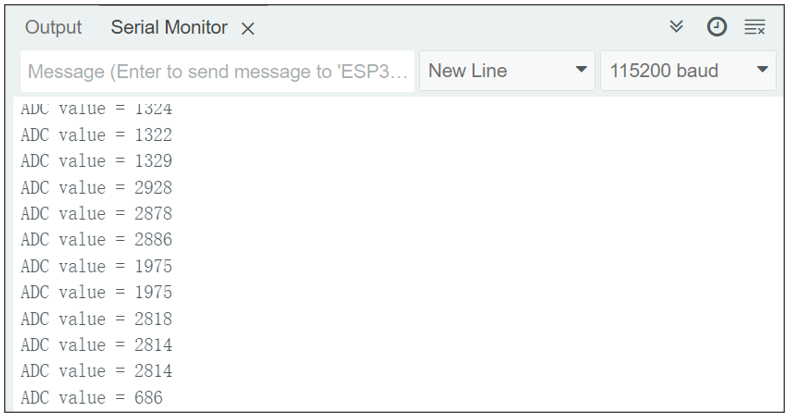 Output Serial Monitor ×
Message (Enter to send message to 'ESP3... New Line 115200 baud
ADC value = 1324
ADC value = 1322
ADC value = 1329
ADC value = 2928
ADC value = 2878
ADC value = 2886
ADC value = 1975
ADC value = 1975
ADC value = 2818
ADC value = 2814
ADC value = 2814
ADC value = 686